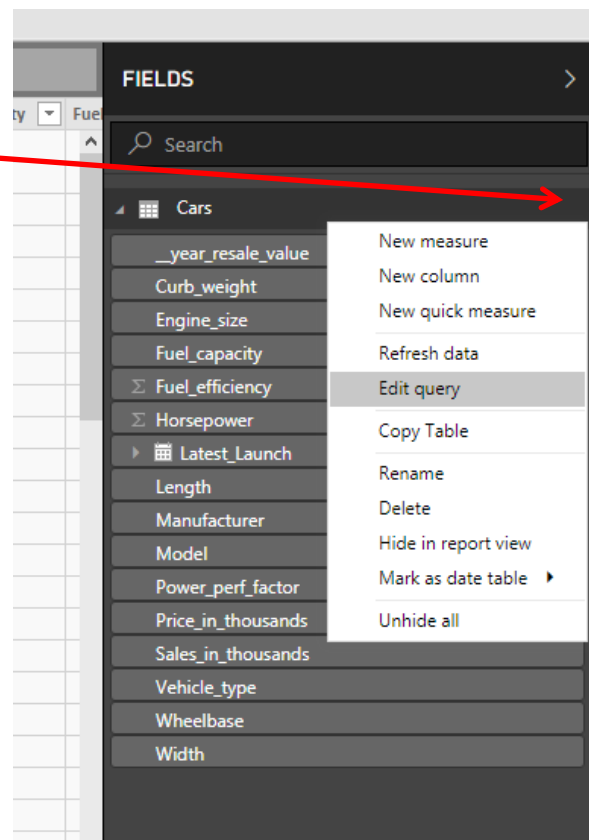 FIELDS
ty Fuel
Search
Cars
__year_resale_value
Curb_weight
Engine_size
Fuel_capacity
Σ Fuel_efficiency
Σ Horsepower
Latest_Launch
Length
Manufacturer
Model
Power_perf_factor
Price_in_thousands
Sales_in_thousands
Vehicle_type
Wheelbase
Width
New measure
New column
New quick measure
Refresh data
Edit query
Copy Table
Rename
Delete
Hide in report view
Mark as date table
Unhide all